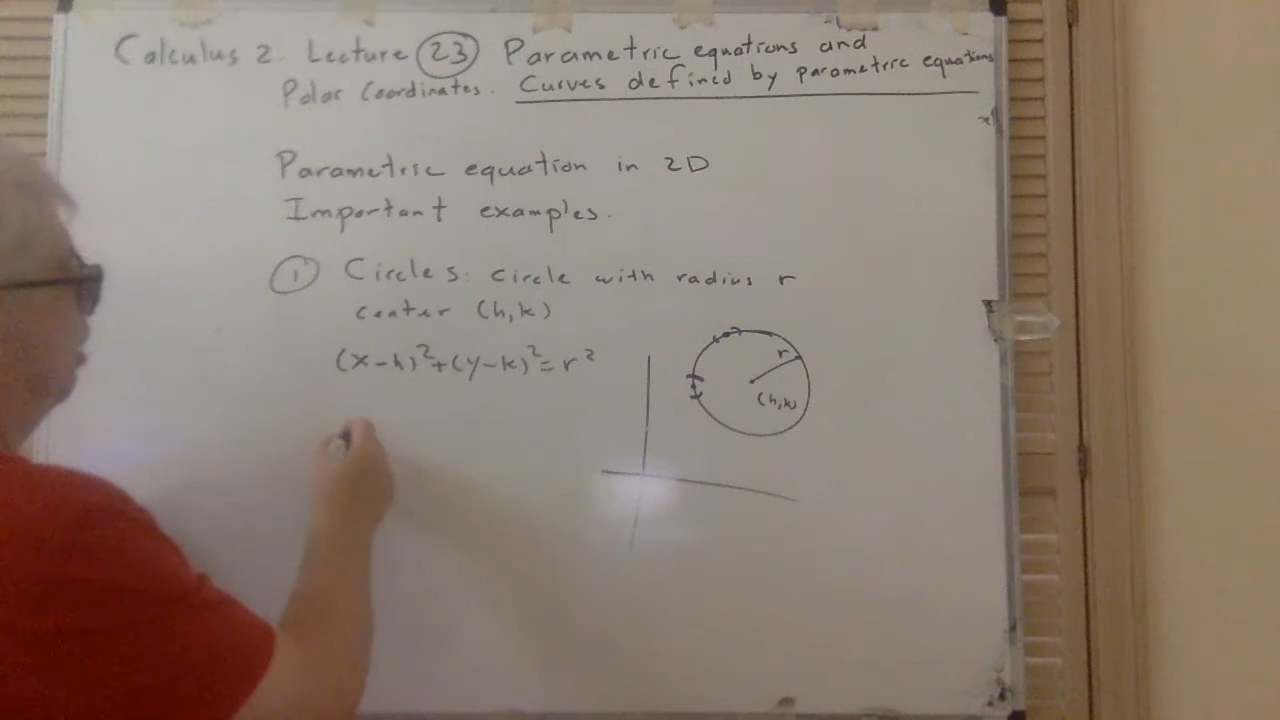 Calculus 2. Lecture 23 Parametric equations and
Polar Coordinates. Curves defined by parametric equations
Parametric equation in 2D
Important examples.
① Circles: circle with radius r
center (h,k)
(x-h)²+(y-k)²=r²
r
(h,k)